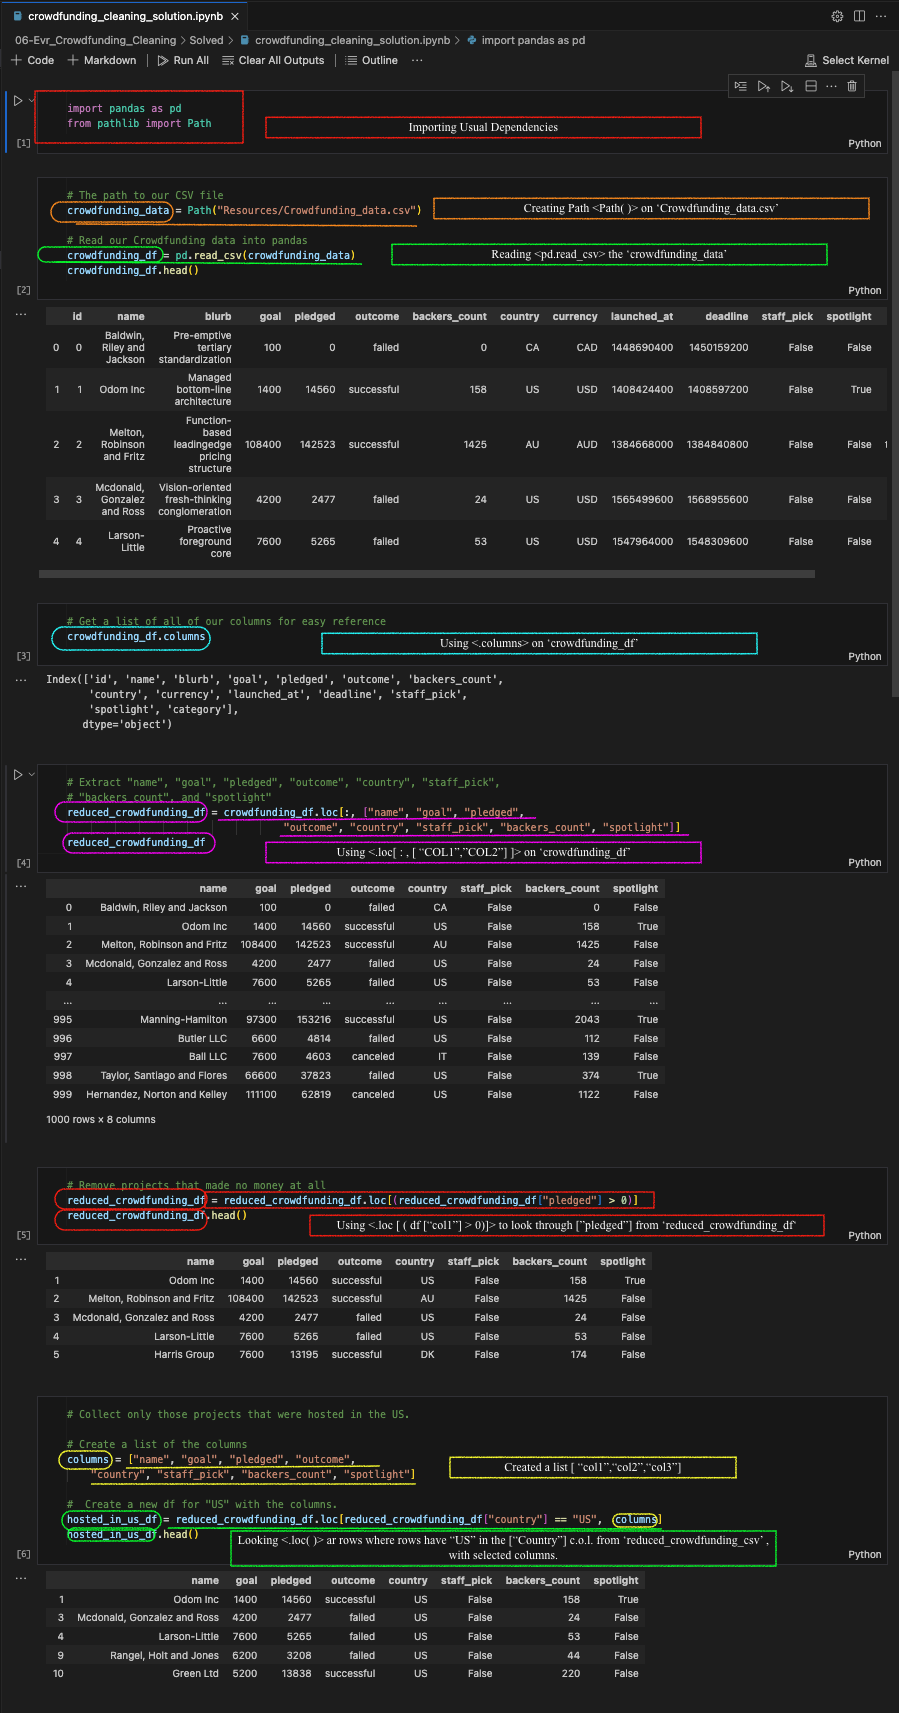 crowdfunding_cleaning_solution.ipynb ×
06-Evr_Crowdfunding_Cleaning > Solved > crowdfunding_cleaning_solution.ipynb > import pandas as pd
+ Code + Markdown Run All Clear All Outputs Outline ... Select Kernel
import pandas as pd
from pathlib import Path
Importing Usual Dependencies
[1] Python
# The path to our CSV file
crowdfunding_data = Path("Resources/Crowdfunding_data.csv")
Creating Path <Path( )> on ‘Crowdfunding_data.csv’
# Read our Crowdfunding data into pandas
crowdfunding_df = pd.read_csv(crowdfunding_data)
Reading <pd.read_csv> the ‘crowdfunding_data’
crowdfunding_df.head()
[2] Python
id name blurb goal pledged outcome backers_count country currency launched_at deadline staff_pick spotlight
0 0 Baldwin, Riley and Jackson Pre-emptive tertiary standardization 100 0 failed 0 CA CAD 1448690400 1450159200 False False
1 1 Odom Inc Managed bottom-line architecture 1400 14560 successful 158 US USD 1408424400 1408597200 False True
2 2 Melton, Robinson and Fritz Function-based leadingedge pricing structure 108400 142523 successful 1425 AU AUD 1384668000 1384840800 False False
3 3 Mcdonald, Gonzalez and Ross Vision-oriented fresh-thinking conglomeration 4200 2477 failed 24 US USD 1565499600 1568955600 False False
4 4 Larson-Little Proactive foreground core 7600 5265 failed 53 US USD 1547964000 1548309600 False False
# Get a list of all of our columns for easy reference
crowdfunding_df.columns
Using <.columns> on ‘crowdfunding_df’
[3] Python
Index(['id', 'name', 'blurb', 'goal', 'pledged', 'outcome', 'backers_count',
'country', 'currency', 'launched_at', 'deadline', 'staff_pick',
'spotlight', 'category'],
dtype='object')
# Extract "name", "goal", "pledged", "outcome", "country", "staff_pick",
# "backers_count", and "spotlight"
reduced_crowdfunding_df = crowdfunding_df.loc[:, ["name", "goal", "pledged",
"outcome", "country", "staff_pick", "backers_count", "spotlight"]]
reduced_crowdfunding_df
Using <.loc[ : , [ “COL1”,”COL2”] ]> on ‘crowdfunding_df’
[4] Python
name goal pledged outcome country staff_pick backers_count spotlight
0 Baldwin, Riley and Jackson 100 0 failed CA False 0 False
1 Odom Inc 1400 14560 successful US False 158 True
2 Melton, Robinson and Fritz 108400 142523 successful AU False 1425 False
3 Mcdonald, Gonzalez and Ross 4200 2477 failed US False 24 False
4 Larson-Little 7600 5265 failed US False 53 False
... ... ... ... ... ... ... ... ...
995 Manning-Hamilton 97300 153216 successful US False 2043 True
996 Butler LLC 6600 4814 failed US False 112 False
997 Ball LLC 7600 4603 canceled IT False 139 False
998 Taylor, Santiago and Flores 66600 37823 failed US False 374 True
999 Hernandez, Norton and Kelley 111100 62819 canceled US False 1122 False
1000 rows × 8 columns
# Remove projects that made no money at all
reduced_crowdfunding_df = reduced_crowdfunding_df.loc[(reduced_crowdfunding_df["pledged"] > 0)]
reduced_crowdfunding_df.head()
Using <.loc [ ( df [“col1”] > 0)]> to look through [”pledged”] from ‘reduced_crowdfunding_df‘
[5] Python
name goal pledged outcome country staff_pick backers_count spotlight
1 Odom Inc 1400 14560 successful US False 158 True
2 Melton, Robinson and Fritz 108400 142523 successful AU False 1425 False
3 Mcdonald, Gonzalez and Ross 4200 2477 failed US False 24 False
4 Larson-Little 7600 5265 failed US False 53 False
5 Harris Group 7600 13195 successful DK False 174 False
# Collect only those projects that were hosted in the US.
# Create a list of the columns
columns = ["name", "goal", "pledged", "outcome",
"country", "staff_pick", "backers_count", "spotlight"]
Created a list [ “col1”,“col2”,“col3”]
# Create a new df for "US" with the columns.
hosted_in_us_df = reduced_crowdfunding_df.loc[reduced_crowdfunding_df["country"] == "US", columns]
hosted_in_us_df.head()
Looking <.loc( )> ar rows where rows have “US” in the [“Country”] c.o.l. from ‘reduced_crowdfunding_csv’ ,
with selected columns.
[6] Python
name goal pledged outcome country staff_pick backers_count spotlight
1 Odom Inc 1400 14560 successful US False 158 True
3 Mcdonald, Gonzalez and Ross 4200 2477 failed US False 24 False
4 Larson-Little 7600 5265 failed US False 53 False
9 Rangel, Holt and Jones 6200 3208 failed US False 44 False
10 Green Ltd 5200 13838 successful US False 220 False